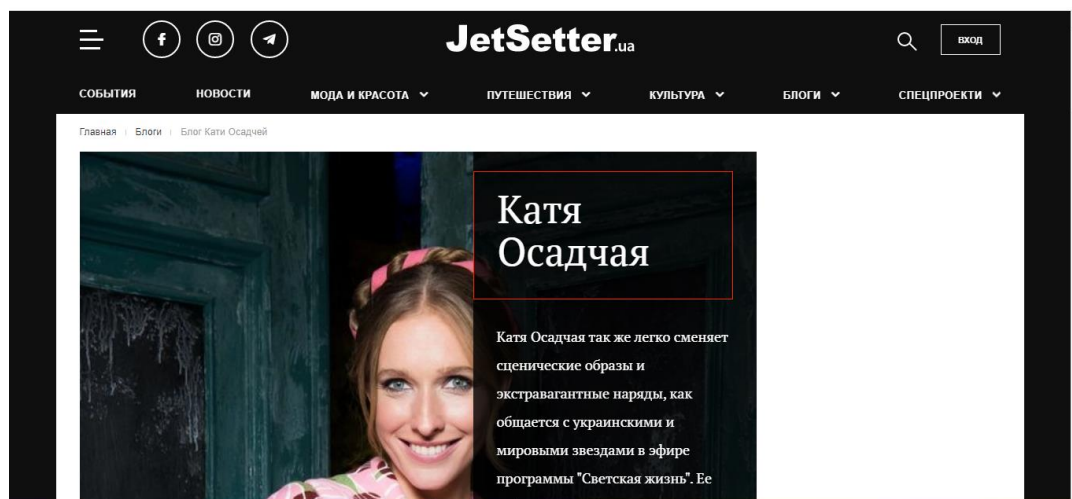 JetSetter.ua
ВХОД
СОБЫТИЯ НОВОСТИ МОДА И КРАСОТА ПУТЕШЕСТВИЯ КУЛЬТУРА БЛОГИ СПЕЦПРОЕКТИ
Главная Блоги Блог Кати Осадчей
Катя
Осадчая
Катя Осадчая так же легко сменяет
сценические образы и
экстравагантные наряды, как
общается с украинскими и
мировыми звездами в эфире
программы "Светская жизнь". Ее